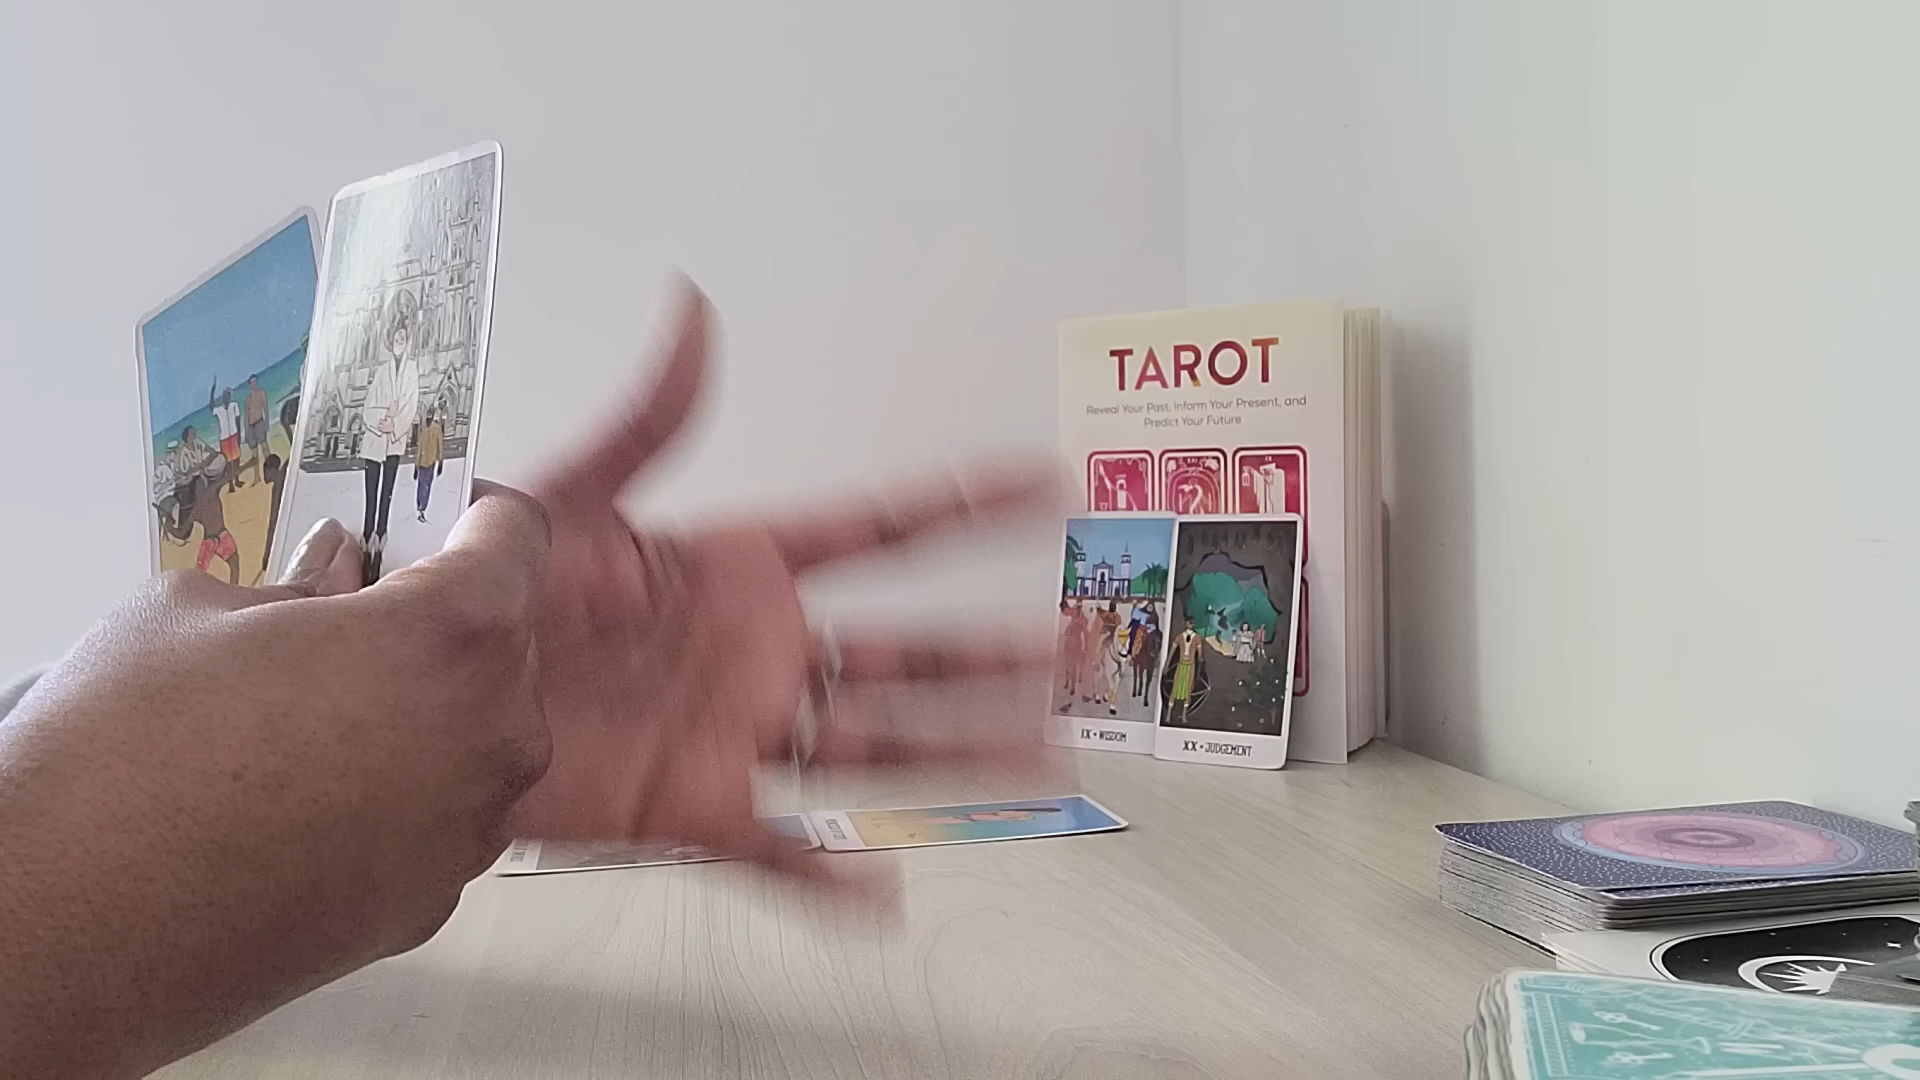 TAROT
Reveal Your Past, Inform Your Present, and
Predict Your Future
IX • WISDOM
XX • JUDGEMENT